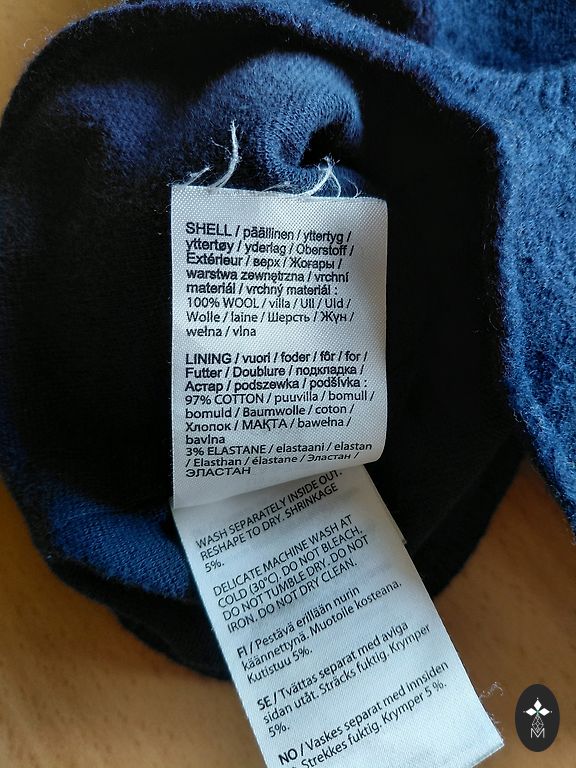 SHELL / päällinen / yttertyg /
yttertøy / yderlag / Oberstoff /
Extérieur / верх / Жоғары /
warstwa zewnętrzna / vrchní
materiál / vrchný materiál :
100% WOOL / villa / Ull / Uld /
Wolle / laine / Шерсть / Жүн /
wełna / vlna
LINING / vuori / foder / fôr / for /
Futter / Doublure / подкладка /
Астар / podszewka / podšívka :
97% COTTON / puuvilla / bomull /
bomuld / Baumwolle / coton /
Хлопок / МАҚТА / bawełna /
bavlna
3% ELASTANE / elastaani / elastan
/ Elasthan / élastane / Эластан /
ЭЛАСТАН
WASH SEPARATELY INSIDE OUT.
RESHAPE TO DRY. SHRINKAGE
5%.
DELICATE MACHINE WASH AT
COLD (30°C). DO NOT BLEACH.
DO NOT TUMBLE DRY. DO NOT
IRON. DO NOT DRY CLEAN.
FI / Pestävä erillään nurin
käännettynä. Muotoile kosteana.
Kutistuu 5%.
SE / Tvättas separat med aviga
sidan utåt. Sträcks fuktig. Krymper
5%.
NO / Vaskes separat med innsiden
ut. Strekkes fuktig. Krymper 5 %.